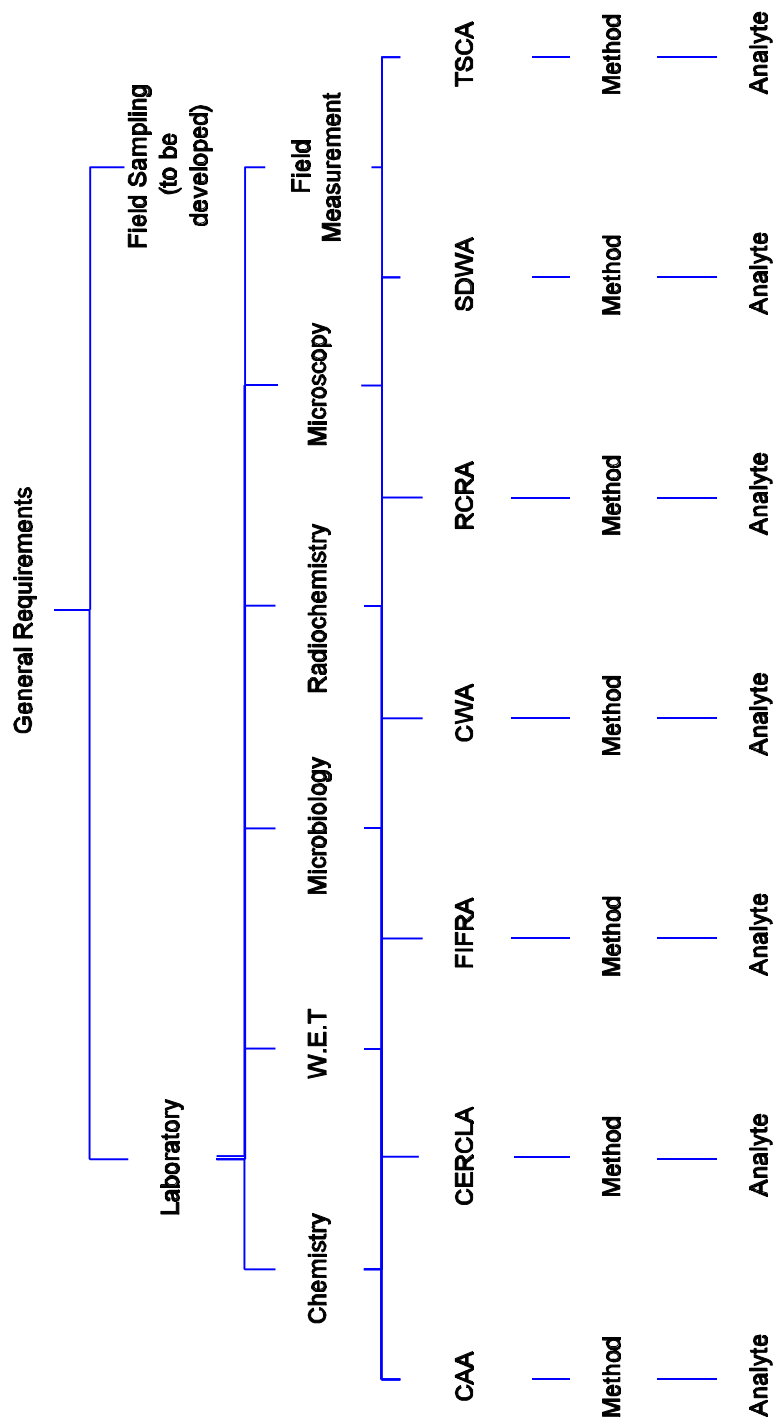 General Requirements
Laboratory
Field Sampling
(to be
developed)
Chemistry
W.E.T
Microbiology
Radiochemistry
Microscopy
Field
Measurement
CAA
CERCLA
FIFRA
CWA
RCRA
SDWA
TSCA
Method
Method
Method
Method
Method
Method
Method
Analyte
Analyte
Analyte
Analyte
Analyte
Analyte
Analyte